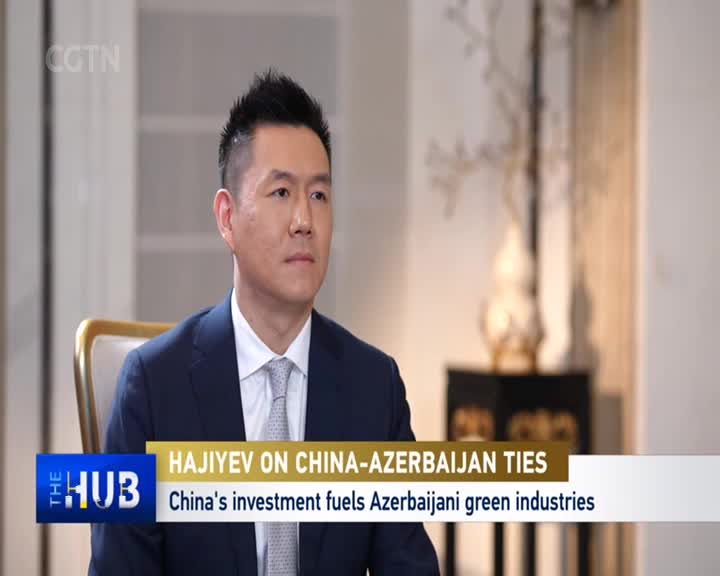 CGTN
HAJIYEV ON CHINA-AZERBAIJAN TIES
THE HUB
China's investment fuels Azerbaijani green industries